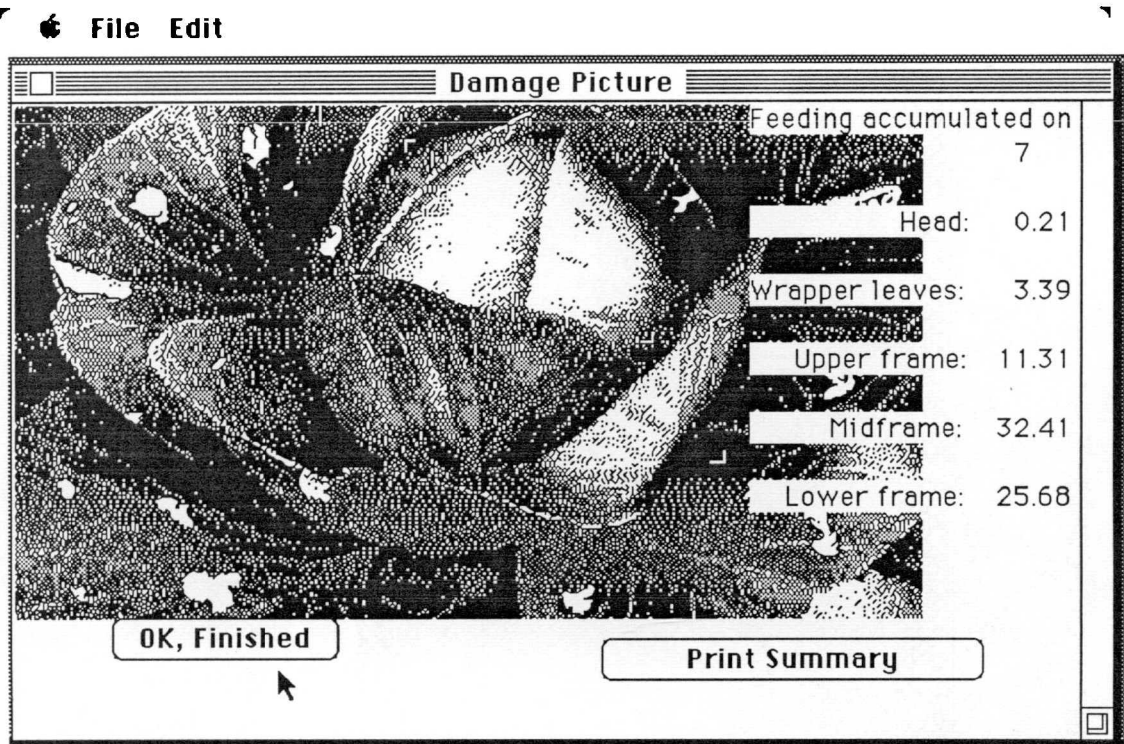 File Edit
Damage Picture
Feeding accumulated on
7
Head: 0.21
Wrapper leaves: 3.39
Upper frame: 11.31
Midframe: 32.41
Lower frame: 25.68
OK, Finished
Print Summary